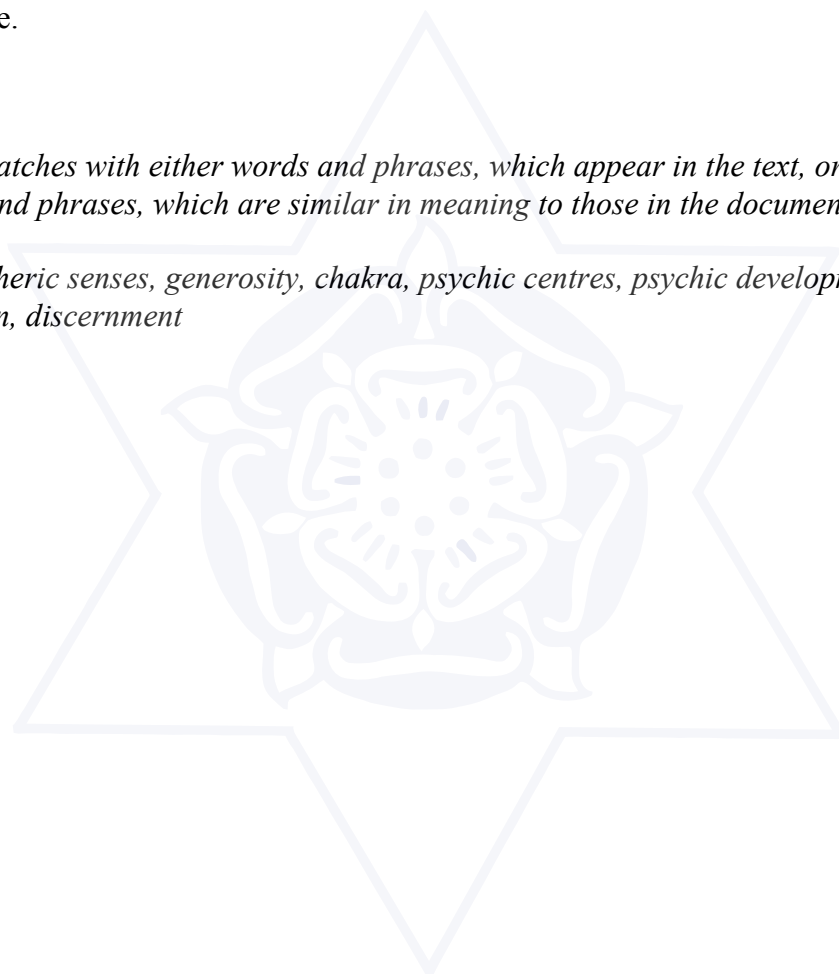 e.
atches with either words and phrases, which appear in the text, or
nd phrases, which are similar in meaning to those in the documen
heric senses, generosity, chakra, psychic centres, psychic develop
n, discernment